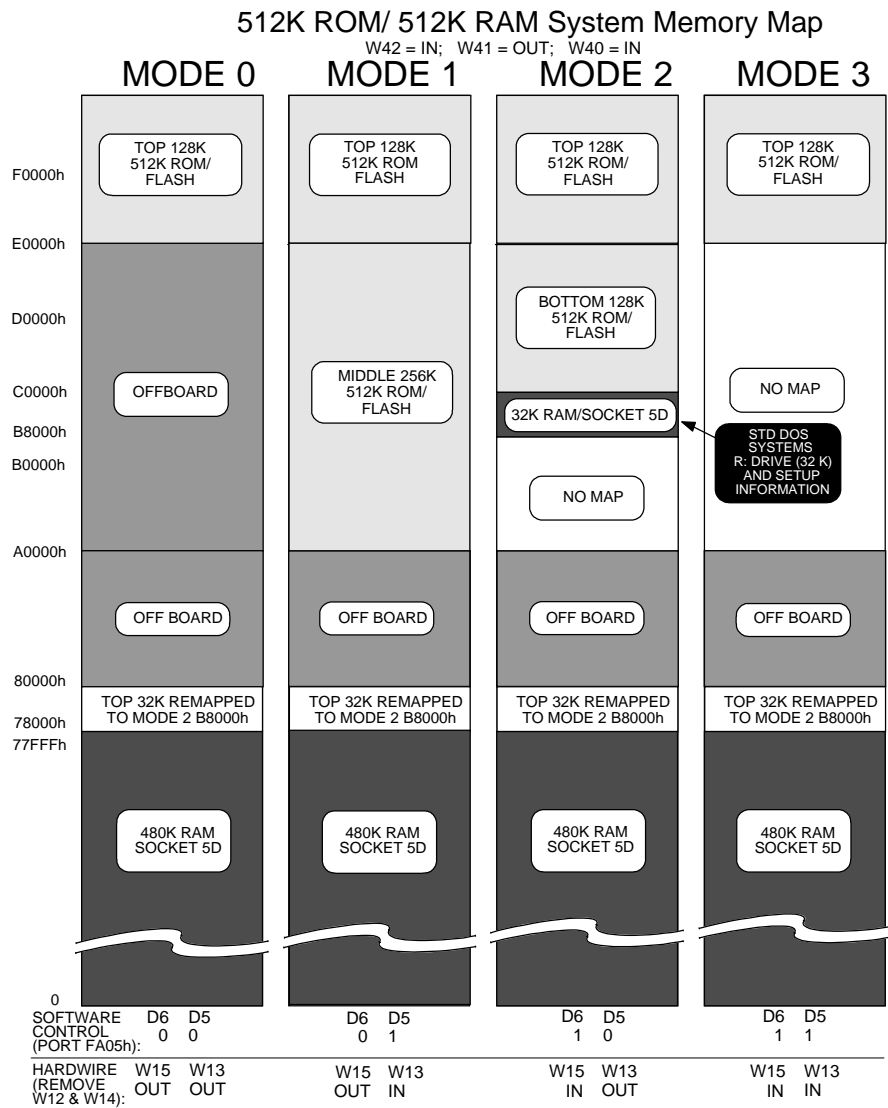 512K ROM/ 512K RAM System Memory Map
W42 = IN; W41 = OUT; W40 = IN
MODE 0 MODE 1 MODE 2 MODE 3
F0000h
E0000h
D0000h
C0000h
B8000h
B0000h
A0000h
80000h
78000h
77FFFh
0
TOP 128K
512K ROM/
FLASH
OFFBOARD
OFF BOARD
TOP 32K REMAPPED
TO MODE 2 B8000h
480K RAM
SOCKET 5D
TOP 128K
512K ROM
FLASH
MIDDLE 256K
512K ROM/
FLASH
OFF BOARD
TOP 32K REMAPPED
TO MODE 2 B8000h
480K RAM
SOCKET 5D
TOP 128K
512K ROM/
FLASH
BOTTOM 128K
512K ROM/
FLASH
32K RAM/SOCKET 5D
NO MAP
OFF BOARD
TOP 32K REMAPPED
TO MODE 2 B8000h
480K RAM
SOCKET 5D
TOP 128K
512K ROM/
FLASH
NO MAP
STD DOS
SYSTEMS
R: DRIVE (32 K)
AND SETUP
INFORMATION
OFF BOARD
TOP 32K REMAPPED
TO MODE 2 B8000h
480K RAM
SOCKET 5D
SOFTWARE
CONTROL
(PORT FA05h):
D6 D5
0 0
D6 D5
0 1
D6 D5
1 0
D6 D5
1 1
HARDWIRE
(REMOVE
W12 & W14):
W15 W13
OUT OUT
W15 W13
OUT IN
W15 W13
IN OUT
W15 W13
IN IN